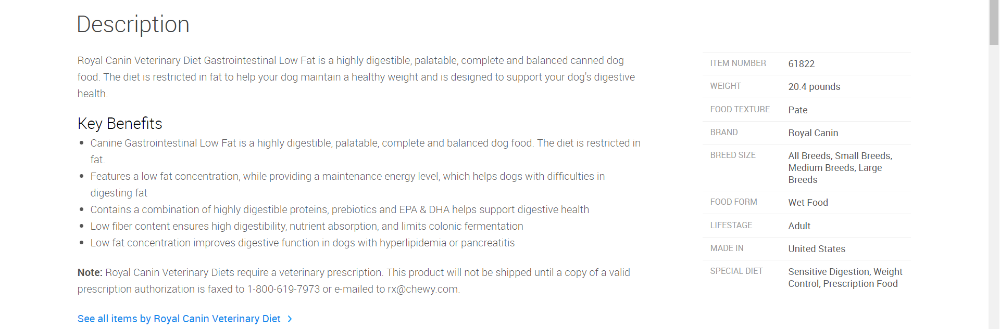 Description
Royal Canin Veterinary Diet Gastrointestinal Low Fat is a highly digestible, palatable, complete and balanced canned dog
food. The diet is restricted in fat to help your dog maintain a healthy weight and is designed to support your dog's digestive
health.
Key Benefits
• Canine Gastrointestinal Low Fat is a highly digestible, palatable, complete and balanced dog food. The diet is restricted in
fat.
• Features a low fat concentration, while providing a maintenance energy level, which helps dogs with difficulties in
digesting fat
• Contains a combination of highly digestible proteins, prebiotics and EPA & DHA helps support digestive health
• Low fiber content ensures high digestibility, nutrient absorption, and limits colonic fermentation
• Low fat concentration improves digestive function in dogs with hyperlipidemia or pancreatitis
Note: Royal Canin Veterinary Diets require a veterinary prescription. This product will not be shipped until a copy of a valid
prescription authorization is faxed to 1-800-619-7973 or e-mailed to rx@chewy.com.
See all items by Royal Canin Veterinary Diet >
ITEM NUMBER 61822
WEIGHT 20.4 pounds
FOOD TEXTURE Pate
BRAND Royal Canin
BREED SIZE All Breeds, Small Breeds,
Medium Breeds, Large
Breeds
FOOD FORM Wet Food
LIFESTAGE Adult
MADE IN United States
SPECIAL DIET Sensitive Digestion, Weight
Control, Prescription Food